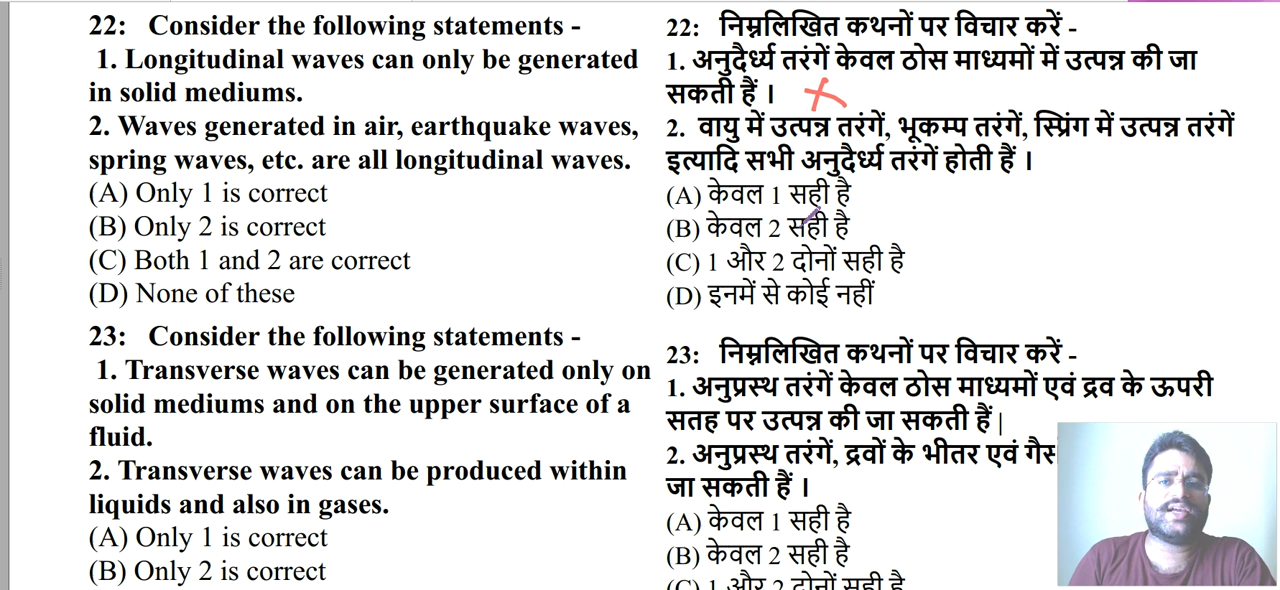 22: Consider the following statements -
1. Longitudinal waves can only be generated
in solid mediums.
2. Waves generated in air, earthquake waves,
spring waves, etc. are all longitudinal waves.
(A) Only 1 is correct
(B) Only 2 is correct
(C) Both 1 and 2 are correct
(D) None of these
23: Consider the following statements -
1. Transverse waves can be generated only on
solid mediums and on the upper surface of a
fluid.
2. Transverse waves can be produced within
liquids and also in gases.
(A) Only 1 is correct
(B) Only 2 is correct
22: निम्नलिखित कथनों पर विचार करें -
1. अनुदैर्ध्य तरंगें केवल ठोस माध्यमों में उत्पन्न की जा
सकती हैं ।
2. वायु में उत्पन्न तरंगें, भूकम्प तरंगें, स्प्रिंग में उत्पन्न तरंगें
इत्यादि सभी अनुदैर्ध्य तरंगें होती हैं ।
(A) केवल 1 सही है
(B) केवल 2 सही है
(C) 1 और 2 दोनों सही है
(D) इनमें से कोई नहीं
23: निम्नलिखित कथनों पर विचार करें -
1. अनुप्रस्थ तरंगें केवल ठोस माध्यमों एवं द्रव के ऊपरी
सतह पर उत्पन्न की जा सकती हैं|
2. अनुप्रस्थ तरंगें, द्रवों के भीतर एवं
जा सकती हैं ।
(A) केवल 1 सही है
(B) केवल 2 सही है
(C) 1 और 2 दोनों सही है